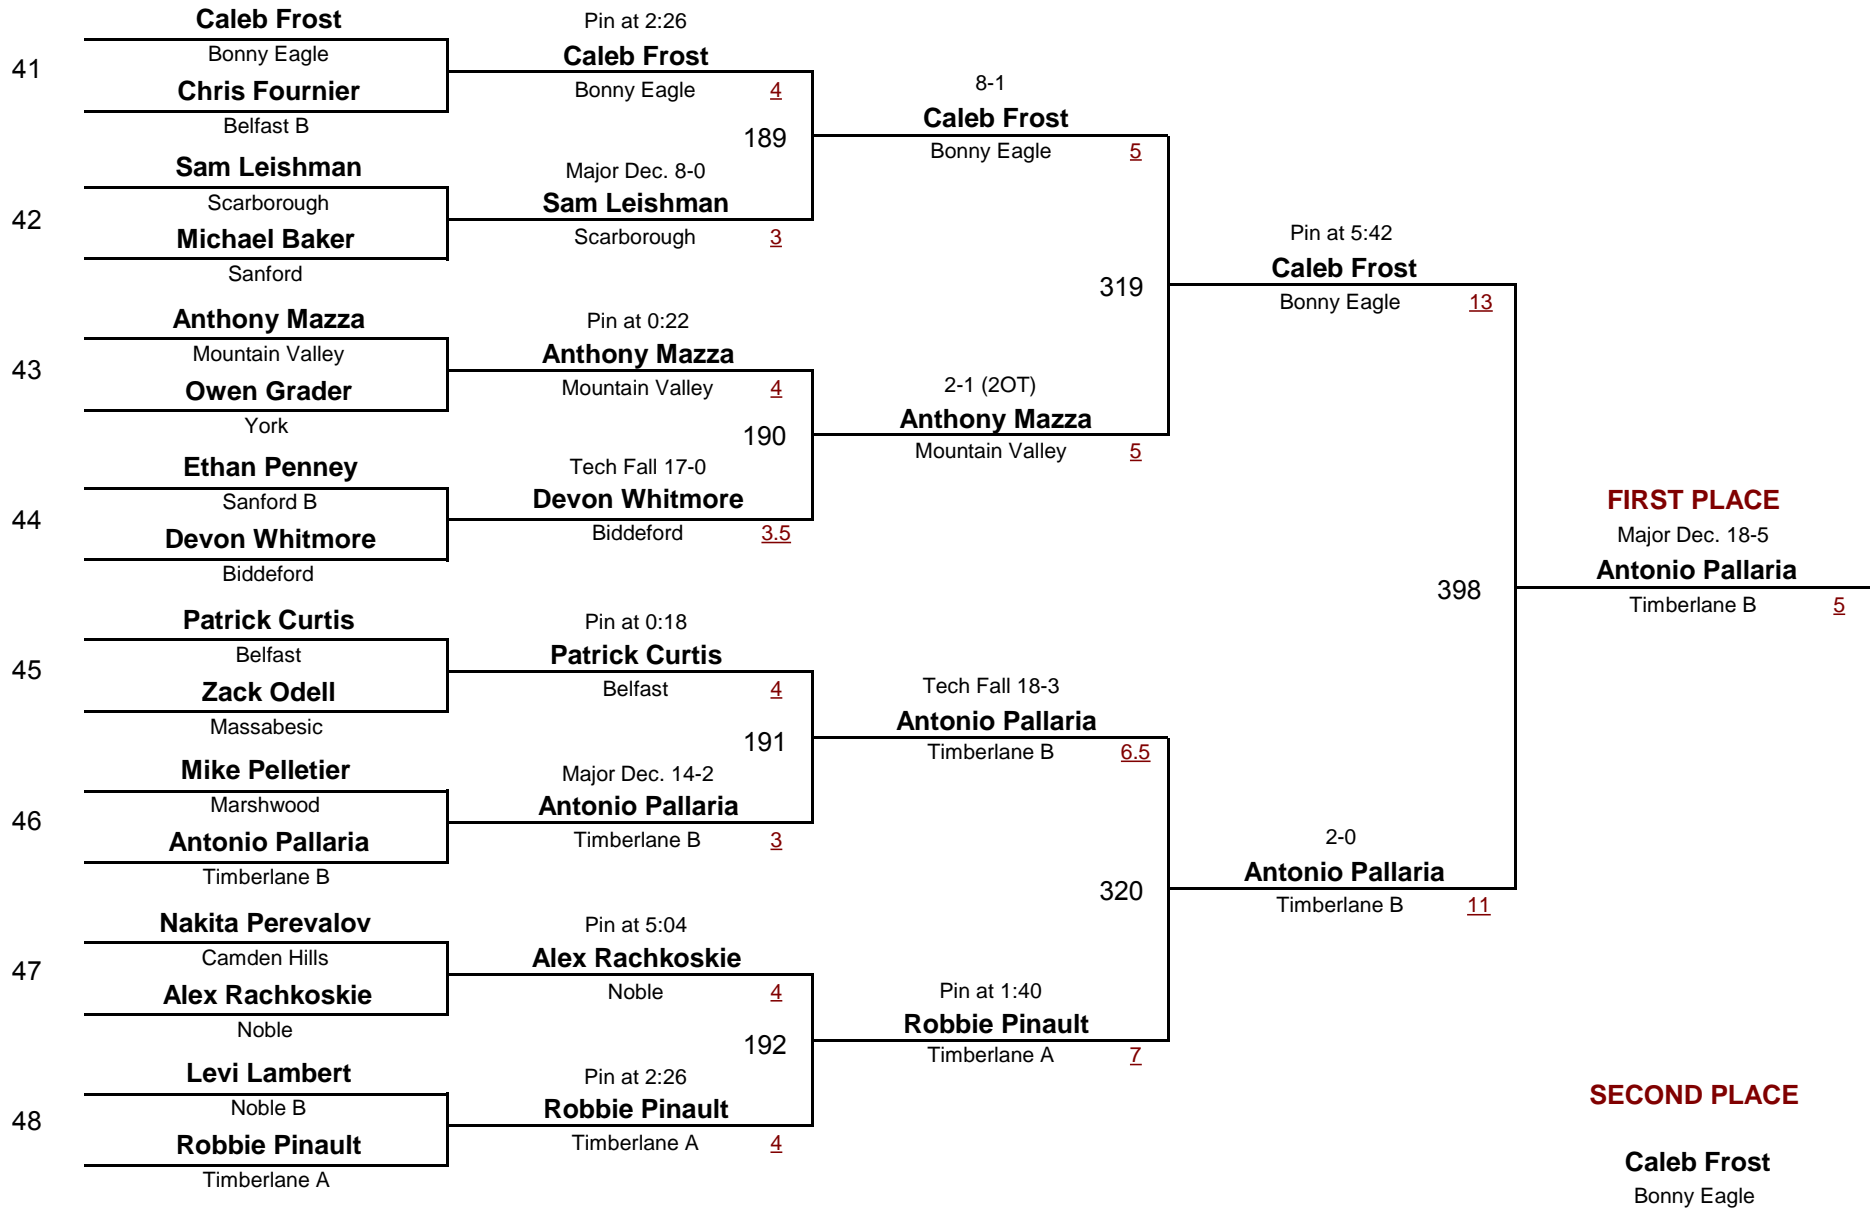 Caleb Frost
Bonny Eagle
41
Chris Fournier
Belfast B
Sam Leishman
Scarborough
42
Michael Baker
Sanford
Anthony Mazza
Mountain Valley
43
Owen Grader
York
Ethan Penney
Sanford B
44
Devon Whitmore
Biddeford
Patrick Curtis
Belfast
45
Zack Odell
Massabesic
Mike Pelletier
Marshwood
46
Antonio Pallaria
Timberlane B
Nakita Perevalov
Camden Hills
47
Alex Rachkoskie
Noble
Levi Lambert
Noble B
48
Robbie Pinault
Timberlane A
Pin at 2:26
Caleb Frost
Bonny Eagle 4
189
Major Dec. 8-0
Sam Leishman
Scarborough 3
Pin at 0:22
Anthony Mazza
Mountain Valley 4
190
Tech Fall 17-0
Devon Whitmore
Biddeford 3.5
Pin at 0:18
Patrick Curtis
Belfast 4
191
Major Dec. 14-2
Antonio Pallaria
Timberlane B 3
Pin at 5:04
Alex Rachkoskie
Noble 4
192
Pin at 2:26
Robbie Pinault
Timberlane A 4
8-1
Caleb Frost
Bonny Eagle 5
319
2-1 (2OT)
Anthony Mazza
Mountain Valley 5
Tech Fall 18-3
Antonio Pallaria
Timberlane B 6.5
320
Pin at 1:40
Robbie Pinault
Timberlane A 7
Pin at 5:42
Caleb Frost
Bonny Eagle 13
398
2-0
Antonio Pallaria
Timberlane B 11
FIRST PLACE
Major Dec. 18-5
Antonio Pallaria
Timberlane B 5
SECOND PLACE
Caleb Frost
Bonny Eagle